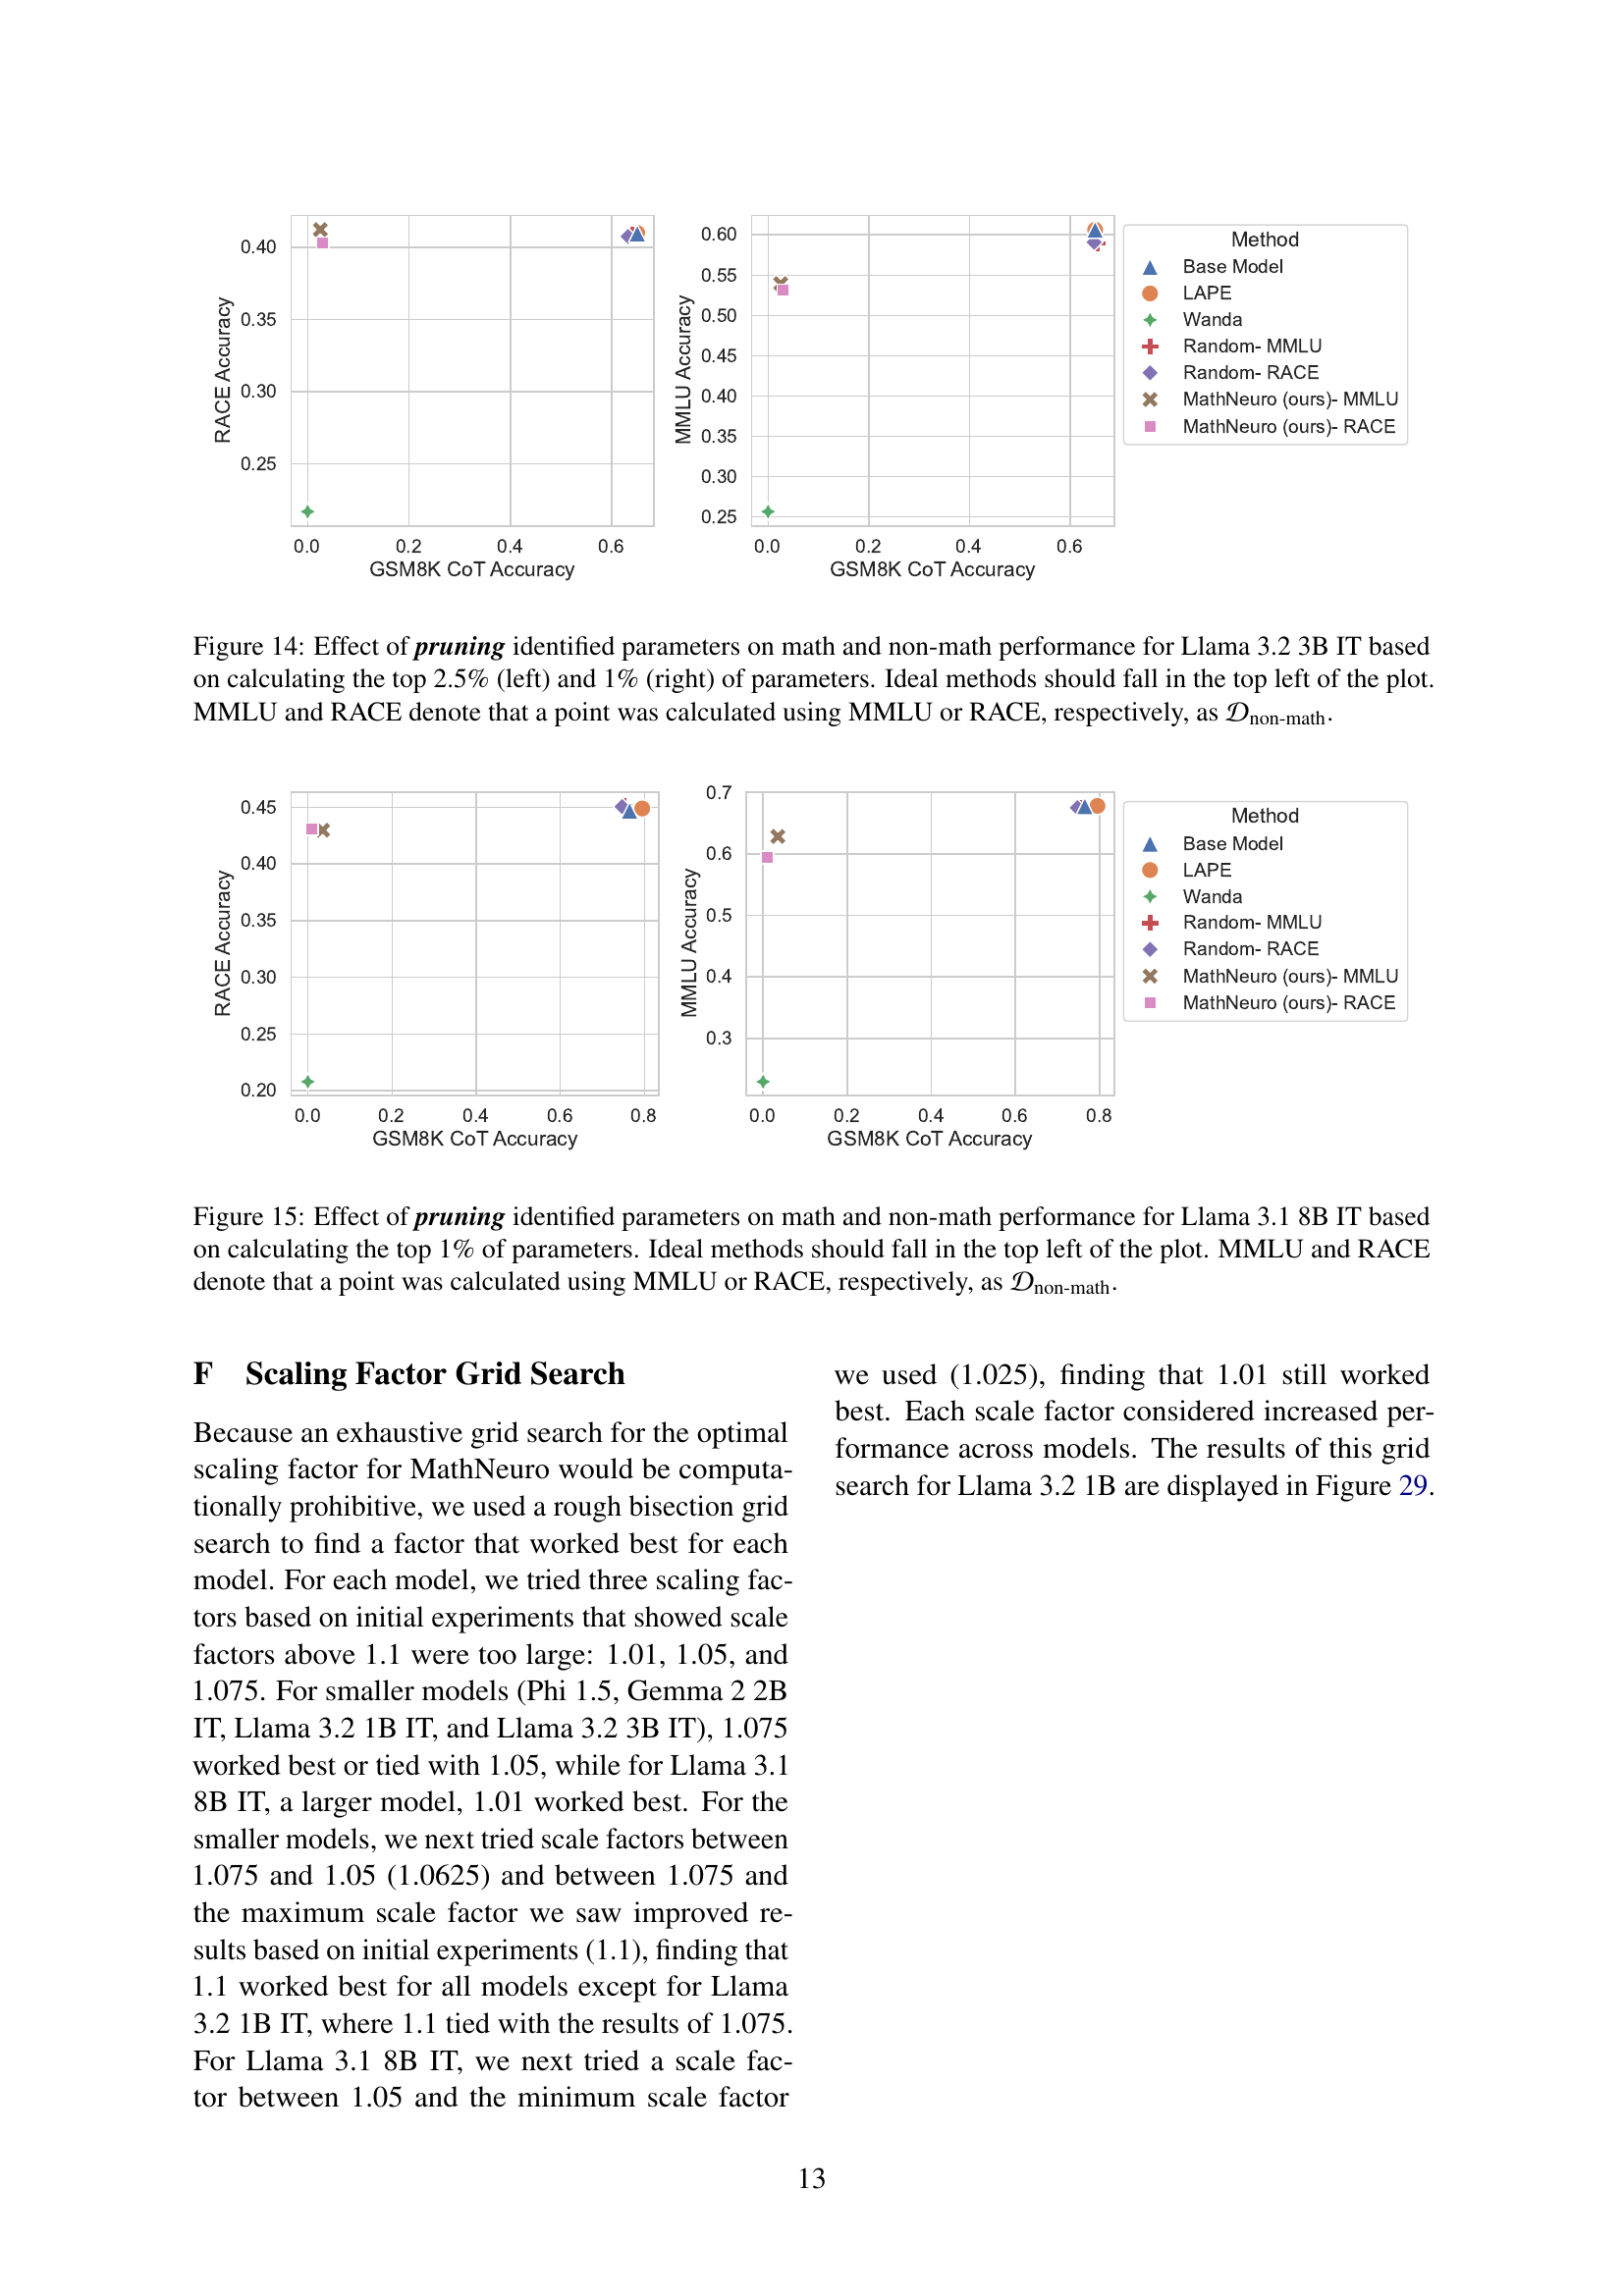 0.40
0.35
0.30
0.25
RACE Accuracy
0.0 0.2 0.4 0.6
GSM8K CoT Accuracy
0.60
0.55
0.50
0.45
0.40
0.35
0.30
0.25
MMLU Accuracy
0.0 0.2 0.4 0.6
GSM8K CoT Accuracy
Method
Base Model
LAPE
Wanda
Random- MMLU
Random- RACE
MathNeuro (ours)- MMLU
MathNeuro (ours)- RACE
Figure 14: Effect of pruning identified parameters on math and non-math performance for Llama 3.2 3B IT based
on calculating the top 2.5% (left) and 1% (right) of parameters. Ideal methods should fall in the top left of the plot.
MMLU and RACE denote that a point was calculated using MMLU or RACE, respectively, as 𝒟non-math.
0.45
0.40
0.35
0.30
0.25
0.20
RACE Accuracy
0.0 0.2 0.4 0.6 0.8
GSM8K CoT Accuracy
0.7
0.6
0.5
0.4
0.3
MMLU Accuracy
0.0 0.2 0.4 0.6 0.8
GSM8K CoT Accuracy
Method
Base Model
LAPE
Wanda
Random- MMLU
Random- RACE
MathNeuro (ours)- MMLU
MathNeuro (ours)- RACE
Figure 15: Effect of pruning identified parameters on math and non-math performance for Llama 3.1 8B IT based
on calculating the top 1% of parameters. Ideal methods should fall in the top left of the plot. MMLU and RACE
denote that a point was calculated using MMLU or RACE, respectively, as 𝒟non-math.
F Scaling Factor Grid Search
Because an exhaustive grid search for the optimal
scaling factor for MathNeuro would be computa-
tionally prohibitive, we used a rough bisection grid
search to find a factor that worked best for each
model. For each model, we tried three scaling fac-
tors based on initial experiments that showed scale
factors above 1.1 were too large: 1.01, 1.05, and
1.075. For smaller models (Phi 1.5, Gemma 2 2B
IT, Llama 3.2 1B IT, and Llama 3.2 3B IT), 1.075
worked best or tied with 1.05, while for Llama 3.1
8B IT, a larger model, 1.01 worked best. For the
smaller models, we next tried scale factors between
1.075 and 1.05 (1.0625) and between 1.075 and
the maximum scale factor we saw improved re-
sults based on initial experiments (1.1), finding that
1.1 worked best for all models except for Llama
3.2 1B IT, where 1.1 tied with the results of 1.075.
For Llama 3.1 8B IT, we next tried a scale fac-
tor between 1.05 and the minimum scale factor
we used (1.025), finding that 1.01 still worked
best. Each scale factor considered increased per-
formance across models. The results of this grid
search for Llama 3.2 1B are displayed in Figure 29.
13